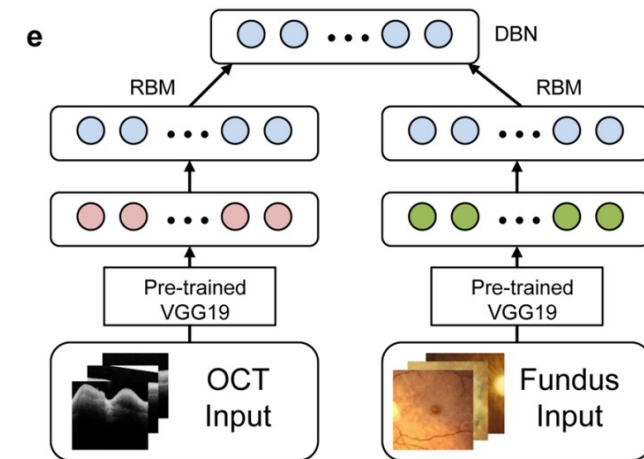 e
DBN
RBM
RBM
Pre-trained
VGG19
Pre-trained
VGG19
OCT
Input
Fundus
Input